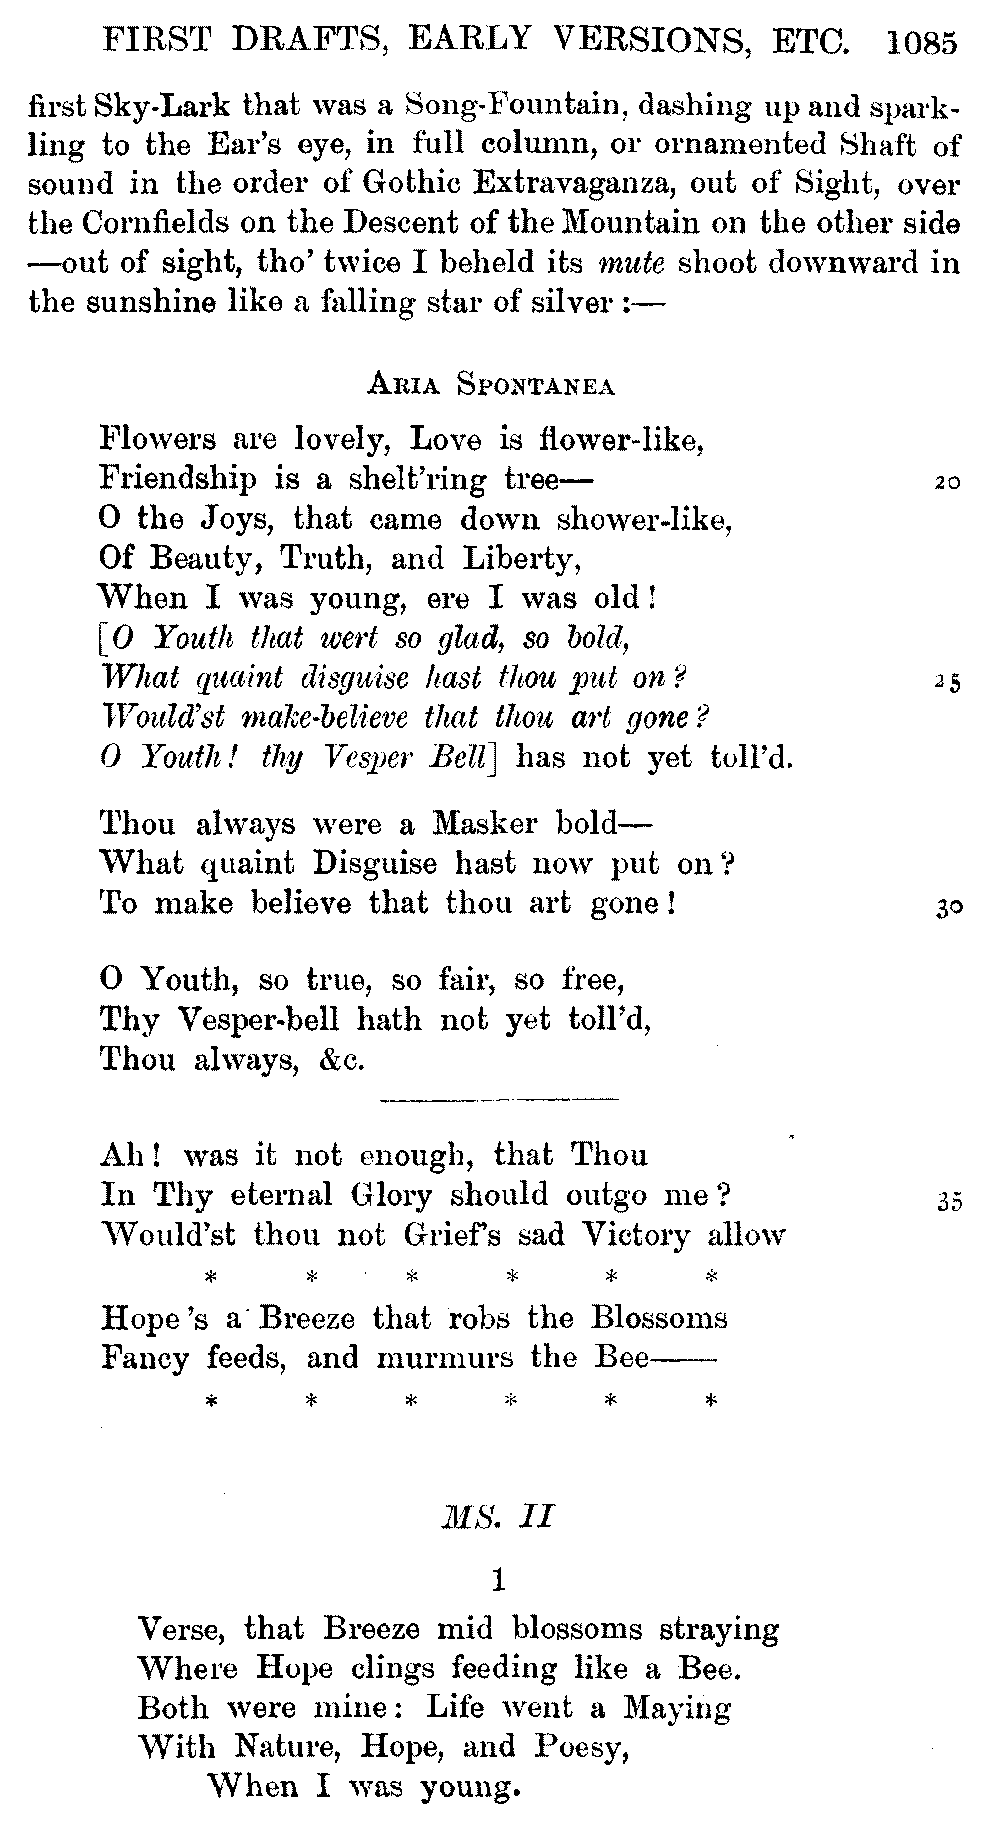 FIRST DRAFTS, EARLY VERSIONS, ETC. 1085
first Sky-Lark that was a Song-Fountain, dashing up and spark-
ling to the Ear's eye, in full column, or ornamented Shaft of
sound in the order of Gothic Extravaganza, out of Sight, over
the Cornfields on the Descent of the Mountain on the other side
—out of sight, tho' twice I beheld its mute shoot downward in
the sunshine like a falling star of silver :—
ARIA SPONTANEA
Flowers are lovely, Love is flower-like,
Friendship is a shelt'ring tree— 20
O the Joys, that came down shower-like,
Of Beauty, Truth, and Liberty,
When I was young, ere I was old !
[O Youth that wert so glad, so bold,
What quaint disguise hast thou put on ? 25
Would'st make-believe that thou art gone ?
O Youth ! thy Vesper Bell] has not yet toll'd.
Thou always were a Masker bold—
What quaint Disguise hast now put on ?
To make believe that thou art gone ! 30
O Youth, so true, so fair, so free,
Thy Vesper-bell hath not yet toll'd,
Thou always, &c.
Ah ! was it not enough, that Thou
In Thy eternal Glory should outgo me ? 35
Would'st thou not Grief's sad Victory allow
* * * * * *
Hope 's a Breeze that robs the Blossoms
Fancy feeds, and murmurs the Bee——
* * * * * *
MS. II
1
Verse, that Breeze mid blossoms straying
Where Hope clings feeding like a Bee.
Both were mine : Life went a Maying
With Nature, Hope, and Poesy,
When I was young.